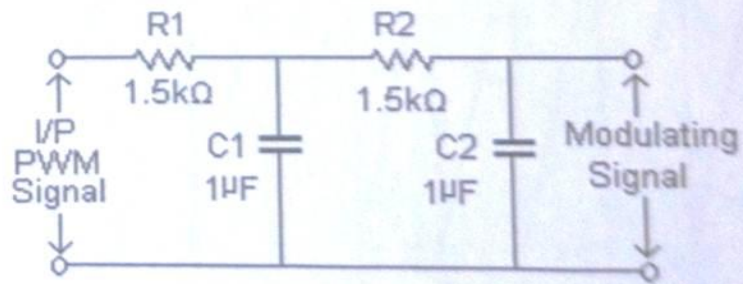 R1
R2
1.5kΩ
1.5kΩ
I/P
PWM
Signal
C1
1µF
C2
1µF
Modulating
Signal